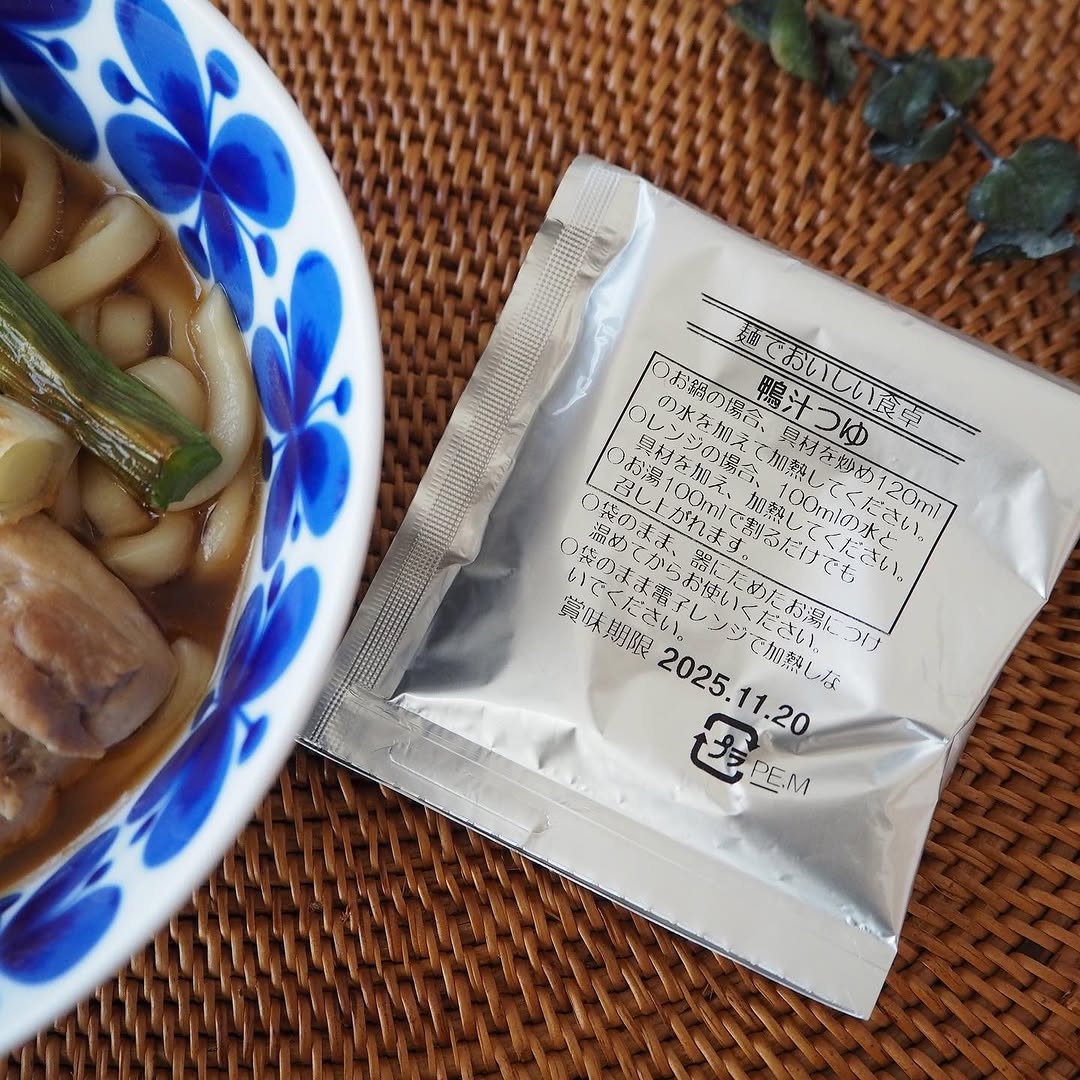 麺でおいしい食卓
鴨汁つゆ
○お鍋の場合、具材を炒め120ml
の水を加えて加熱してください。
○レンジの場合、100mlの水と
具材を加え、加熱してください。
○お湯100mlで割るだけでも
召し上がれます。
○袋のまま、器にためたお湯につけ
温めてからお使いください。
○袋のまま電子レンジで加熱しな
いでください。
賞味期限 2025.11.20
プラ PE.M